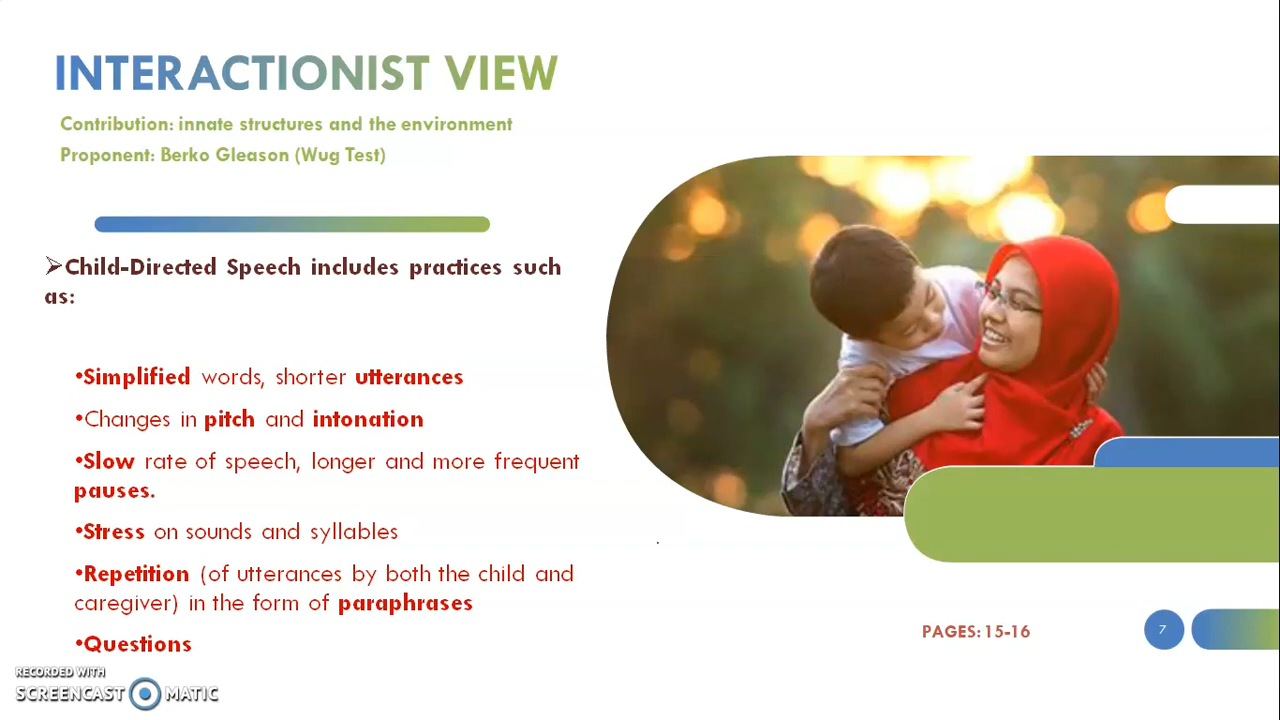 INTERACTIONIST VIEW
Contribution: innate structures and the environment
Proponent: Berko Gleason (Wug Test)
➢Child-Directed Speech includes practices such
as:
•Simplified words, shorter utterances
•Changes in pitch and intonation
•Slow rate of speech, longer and more frequent
pauses.
•Stress on sounds and syllables
•Repetition (of utterances by both the child and
caregiver) in the form of paraphrases
•Questions
PAGES: 15-16
7
RECORDED WITH
SCREENCAST MATIC